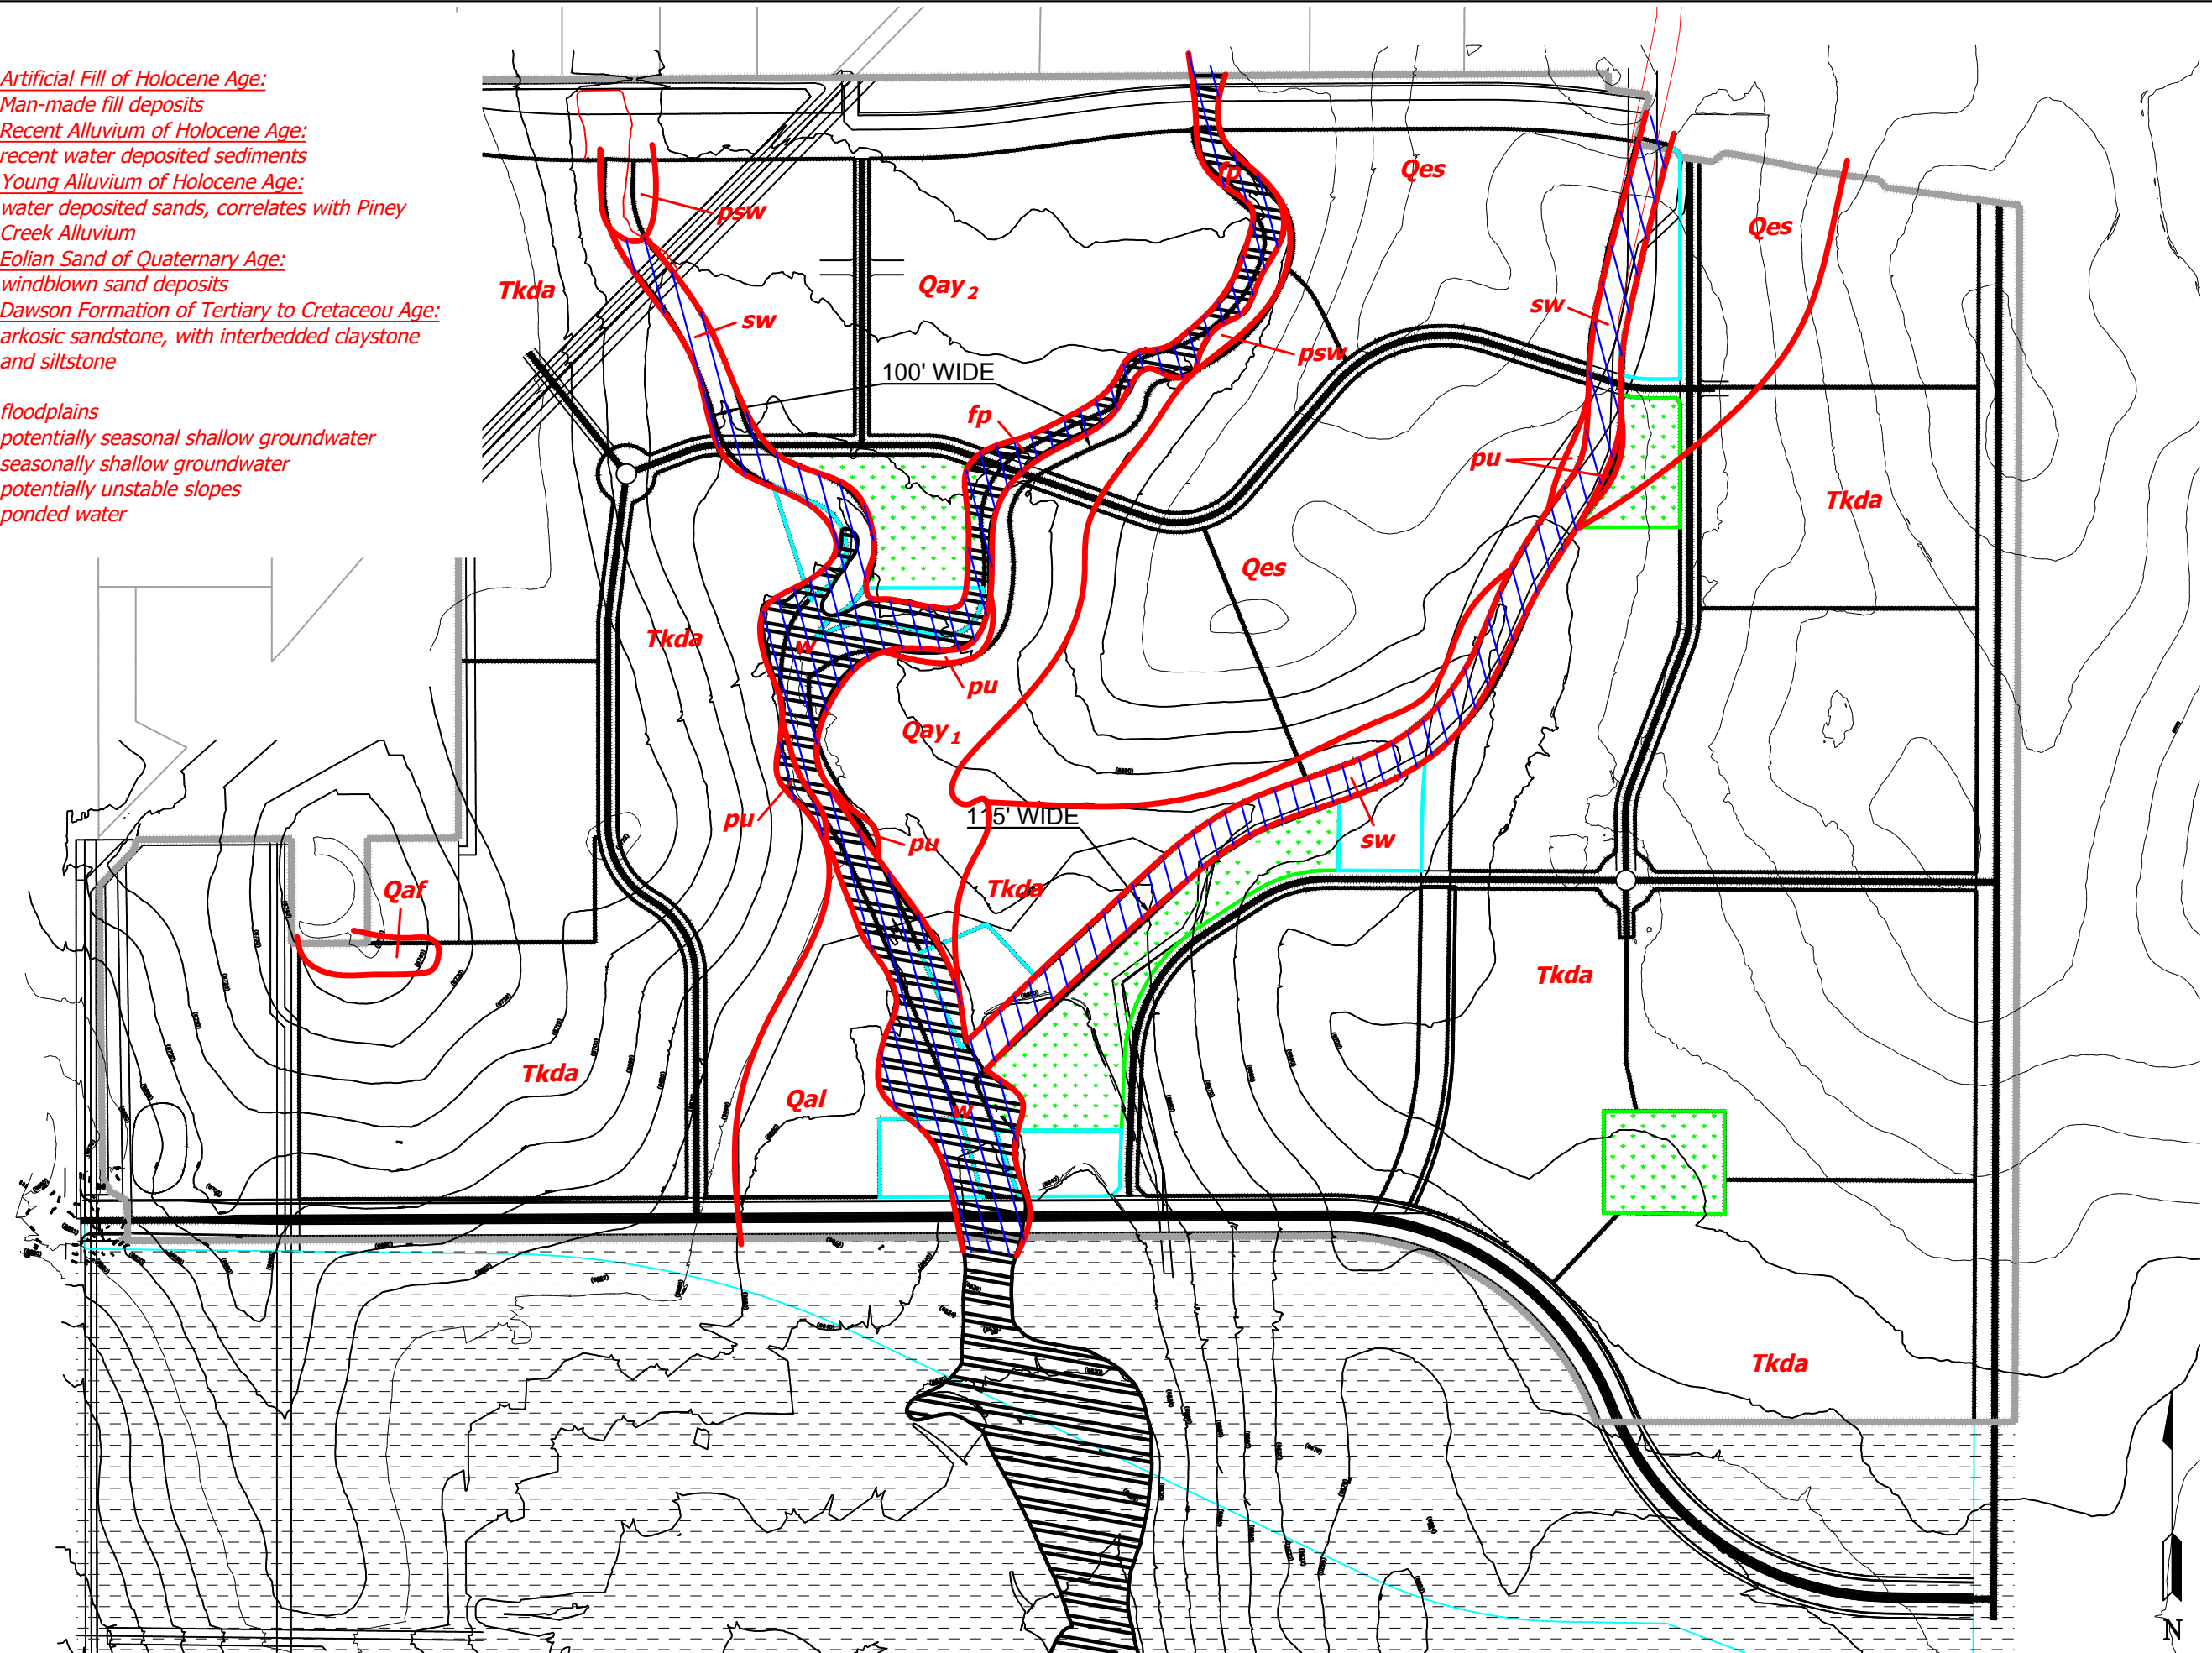 Artificial Fill of Holocene Age:
Man-made fill deposits
Recent Alluvium of Holocene Age:
recent water deposited sediments
Young Alluvium of Holocene Age:
water deposited sands, correlates with Piney
Creek Alluvium
Eolian Sand of Quaternary Age:
windblown sand deposits
Dawson Formation of Tertiary to Cretaceou Age:
arkosic sandstone, with interbedded claystone
and siltstone
floodplains
potentially seasonal shallow groundwater
seasonally shallow groundwater
potentially unstable slopes
ponded water
fp
Qes
psw
Qes
Tkda
Qay 2
sw
sw
psw
100' WIDE
fp
pu
Tkda
Qes
Tkda
w
pu
Qay 1
pu
115' WIDE
pu
sw
Qaf
Tkda
Tkda
Tkda
Qal
w
Tkda
N